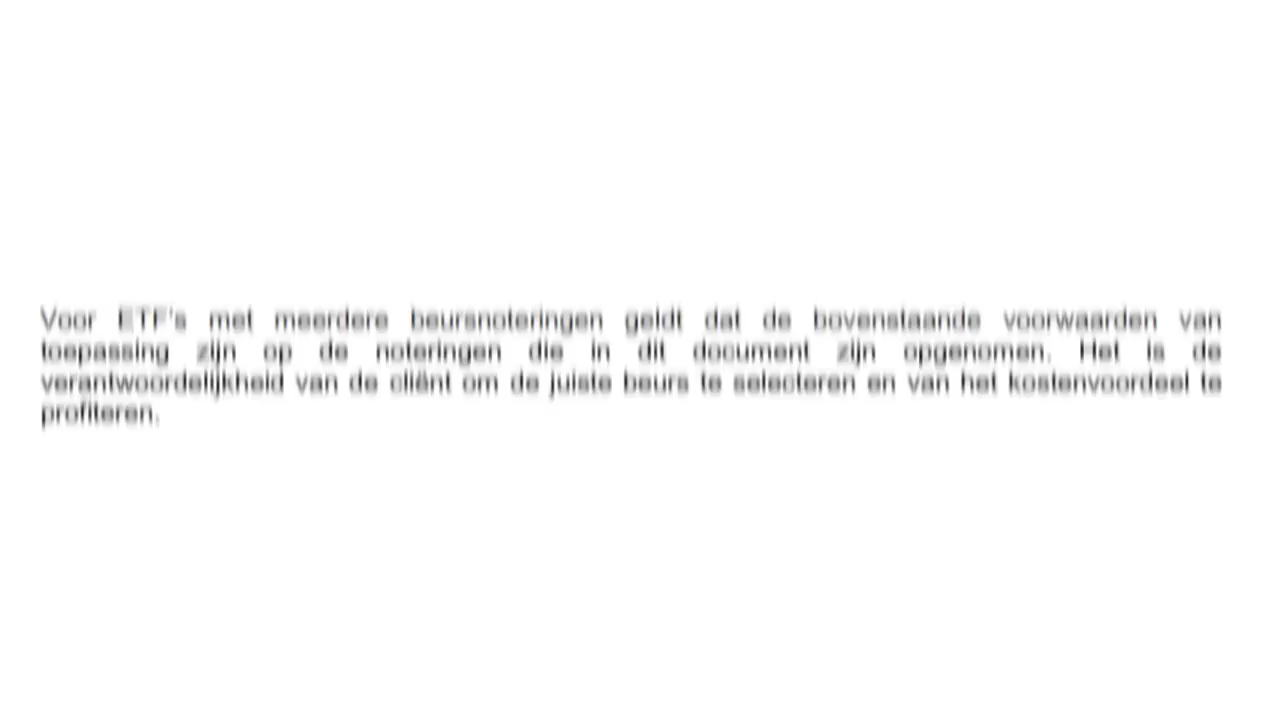 Voor ETF's met meerdere beursnoteringen geldt dat de bovenstaande voorwaarden van
toepassing zijn op de noteringen die in dit document zijn opgenomen. Het is de
verantwoordelijkheid van de cliënt om de juiste beurs te selecteren en van het kostenvoordeel te
profiteren.